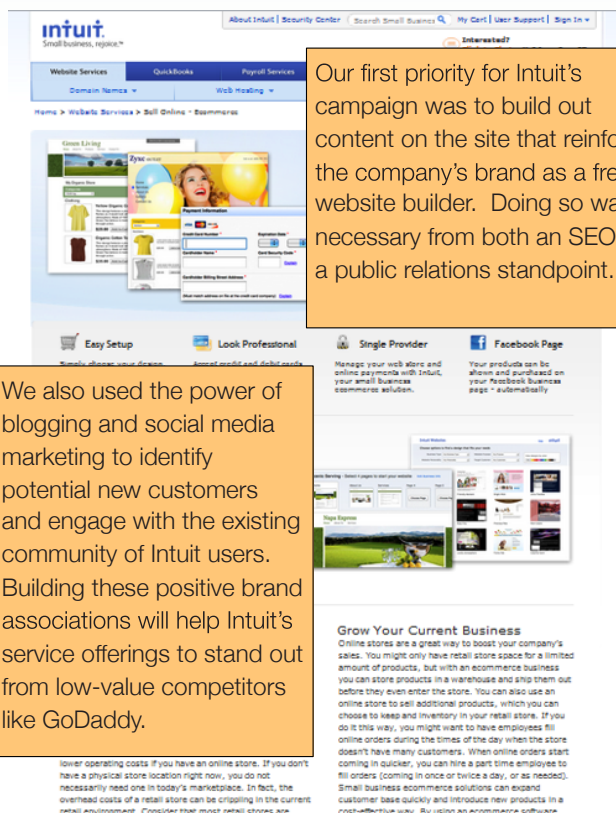 About Intuit | Security Center
My Cart | User Support | Sign In
intuit.
Small business, rejoice.™
Interested?
Website Services
QuickBooks
Payroll Services
Domain Names
Web Hosting
Home > Website Services > Sell Online - Ecommerce
Our first priority for Intuit's
campaign was to build out
content on the site that
the company's brand as a
website builder. Doing so
necessary from both an SEO
a public relations standpoint.
Green Living
Payment Information
Easy Setup
Look Professional
Single Provider
Facebook Page
Manage your web store and
online payments with Intuit,
your small business
ecommerce solution.
Your products can be
shown and purchased on
your Facebook business
page - automatically
We also used the power of
blogging and social media
marketing to identify
potential new customers
and engage with the existing
community of Intuit users.
Building these positive brand
associations will help Intuit's
service offerings to stand out
from low-value competitors
like GoDaddy.
Grow Your Current Business
Online stores are a great way to boost your company's
sales. You might only have retail store space for a limited
amount of products, but with an ecommerce business
you can store products in a warehouse and ship them out
before they even enter the store. You can also use an
online store to sell additional products, which you can
choose to keep and inventory in your retail store. If you
do it this way, you might want to have employees fill
online orders during the times of the day when the store
doesn't have many customers. When online orders start
coming in quicker, you can hire a part time employee to
fill orders (coming in once or twice a day, or as needed).
Small business ecommerce solutions can expand
customer base quickly and introduce new products in a
cost-effective way. By using an ecommerce software
lower operating costs if you have an online store. If you don't
have a physical store location right now, you do not
necessarily need one in today's marketplace. In fact, the
overhead costs of a retail store can be crippling in the current
retail environment. Consider that most retail stores are